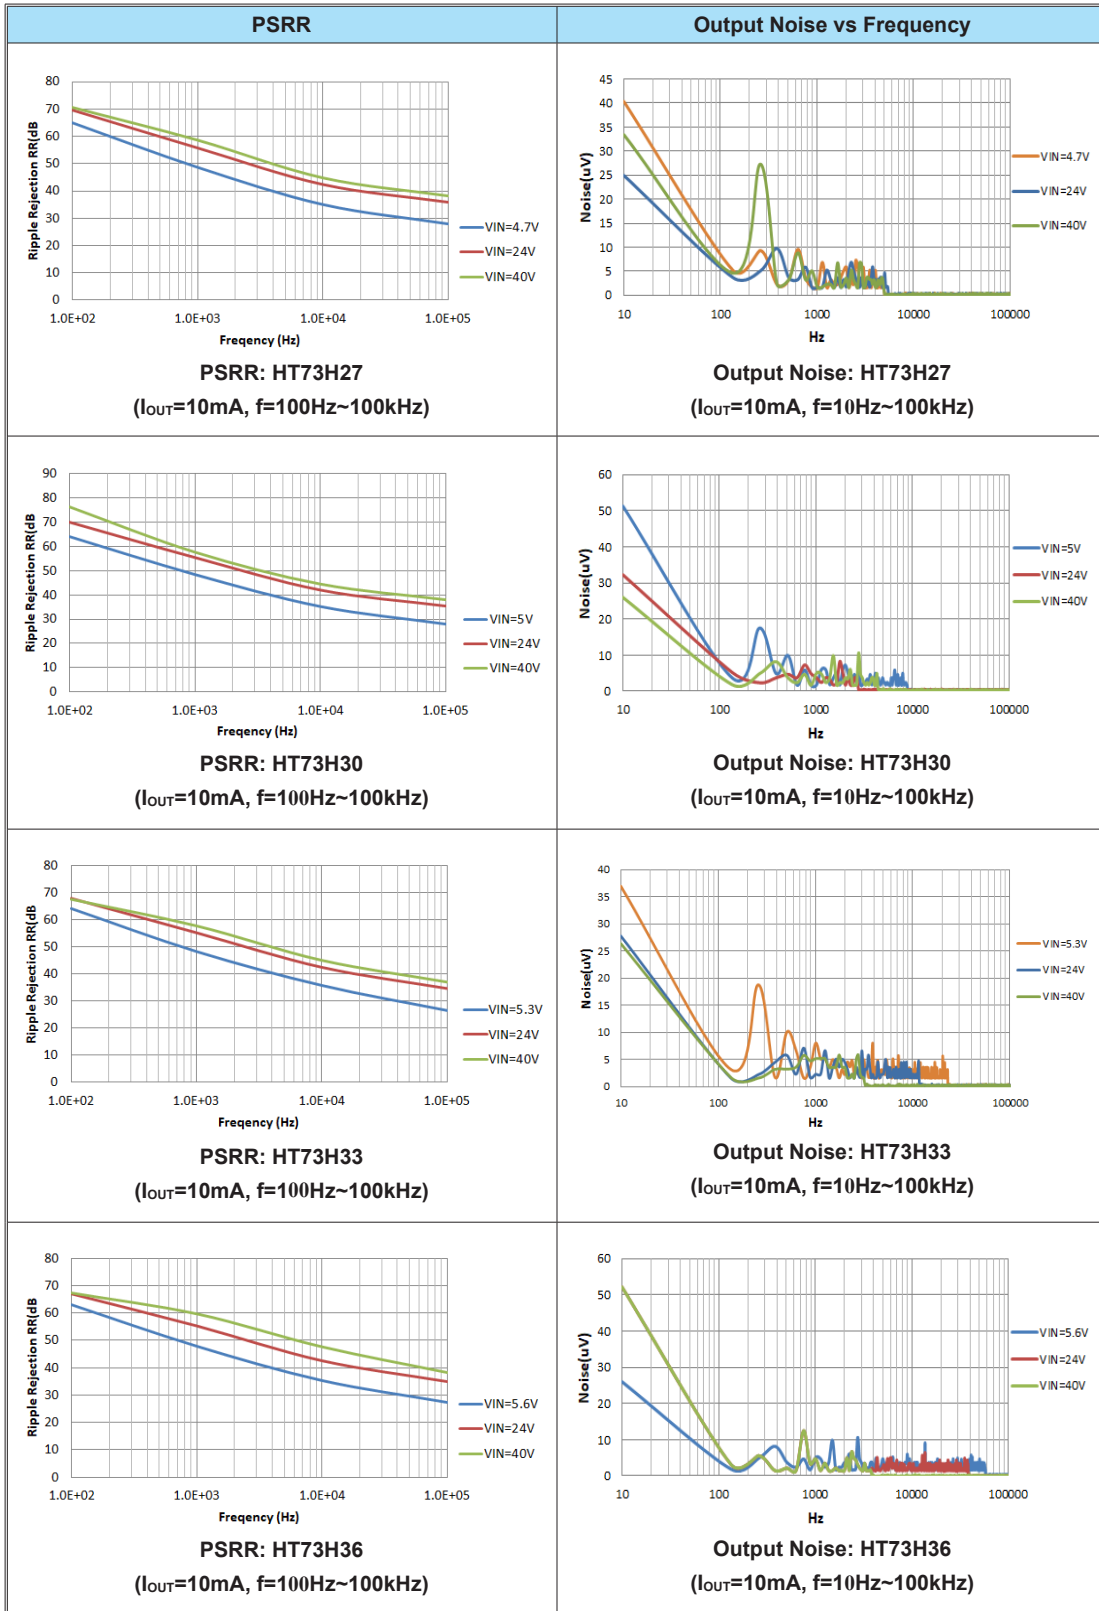 PSRR
Output Noise vs Frequency
80
70
60
50
40
30
20
10
0
Ripple Rejection RR(dB
1.0E+02 1.0E+03 1.0E+04 1.0E+05
Freqency (Hz)
VIN=4.7V
VIN=24V
VIN=40V
PSRR: HT73H27
(IOUT=10mA, f=100Hz~100kHz)
45
40
35
30
25
20
15
10
5
0
Noise(uV)
10 100 1000 10000 100000
Hz
VIN=4.7V
VIN=24V
VIN=40V
Output Noise: HT73H27
(IOUT=10mA, f=10Hz~100kHz)
90
80
70
60
50
40
30
20
10
0
Ripple Rejection RR(dB
1.0E+02 1.0E+03 1.0E+04 1.0E+05
Freqency (Hz)
VIN=5V
VIN=24V
VIN=40V
PSRR: HT73H30
(IOUT=10mA, f=100Hz~100kHz)
60
50
40
30
20
10
0
Noise(uV)
10 100 1000 10000 100000
Hz
VIN=5V
VIN=24V
VIN=40V
Output Noise: HT73H30
(IOUT=10mA, f=10Hz~100kHz)
80
70
60
50
40
30
20
10
0
Ripple Rejection RR(dB
1.0E+02 1.0E+03 1.0E+04 1.0E+05
Freqency (Hz)
VIN=5.3V
VIN=24V
VIN=40V
PSRR: HT73H33
(IOUT=10mA, f=100Hz~100kHz)
40
35
30
25
20
15
10
5
0
Noise(uV)
10 100 1000 10000 100000
Hz
VIN=5.3V
VIN=24V
VIN=40V
Output Noise: HT73H33
(IOUT=10mA, f=10Hz~100kHz)
80
70
60
50
40
30
20
10
0
Ripple Rejection RR(dB
1.0E+02 1.0E+03 1.0E+04 1.0E+05
Freqency (Hz)
VIN=5.6V
VIN=24V
VIN=40V
PSRR: HT73H36
(IOUT=10mA, f=100Hz~100kHz)
60
50
40
30
20
10
0
Noise(uV)
10 100 1000 10000 100000
Hz
VIN=5.6V
VIN=24V
VIN=40V
Output Noise: HT73H36
(IOUT=10mA, f=10Hz~100kHz)